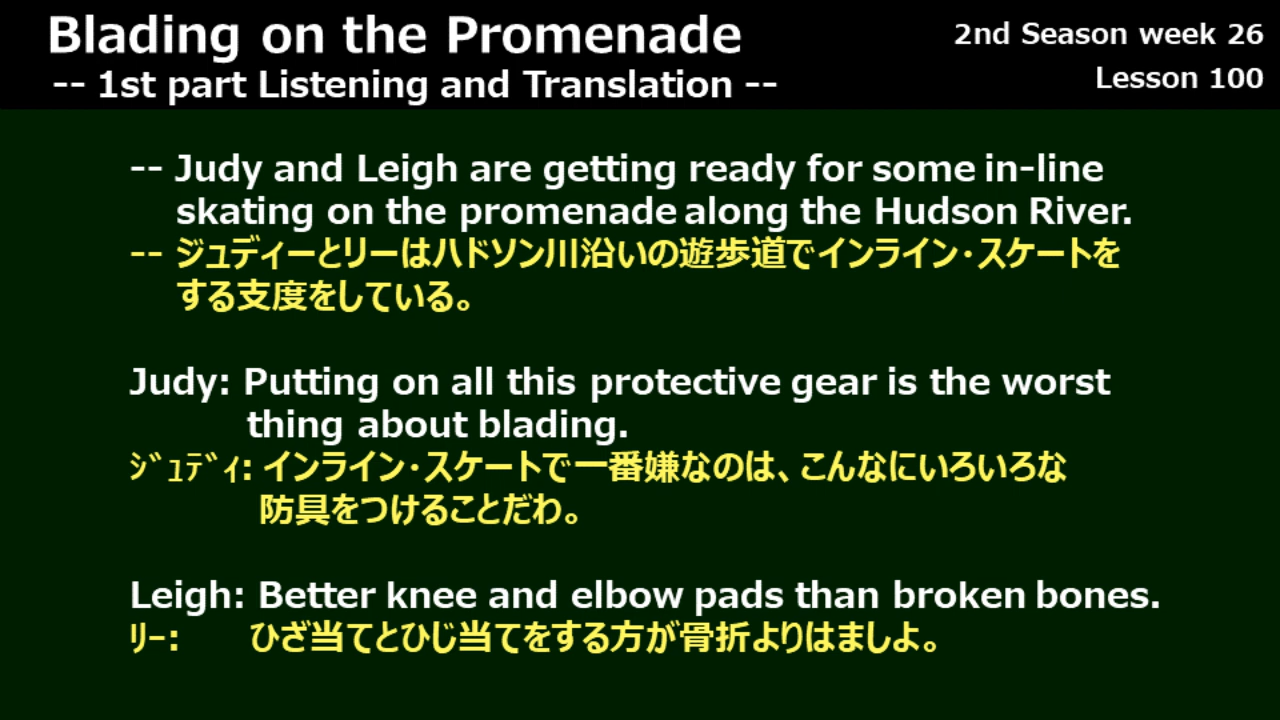 Blading on the Promenade
2nd Season week 26
-- 1st part Listening and Translation --
Lesson 100
-- Judy and Leigh are getting ready for some in-line
skating on the promenade along the Hudson River.
-- ジュディーとリーはハドソン川沿いの遊歩道でインライン・スケートを
する支度をしている。
Judy: Putting on all this protective gear is the worst
thing about blading.
ｼﾞｭﾃﾞｨ: インライン・スケートで一番嫌なのは、こんなにいろいろな
防具をつけることだわ。
Leigh: Better knee and elbow pads than broken bones.
ﾘｰ: ひざ当てとひじ当てをする方が骨折よりはましよ。